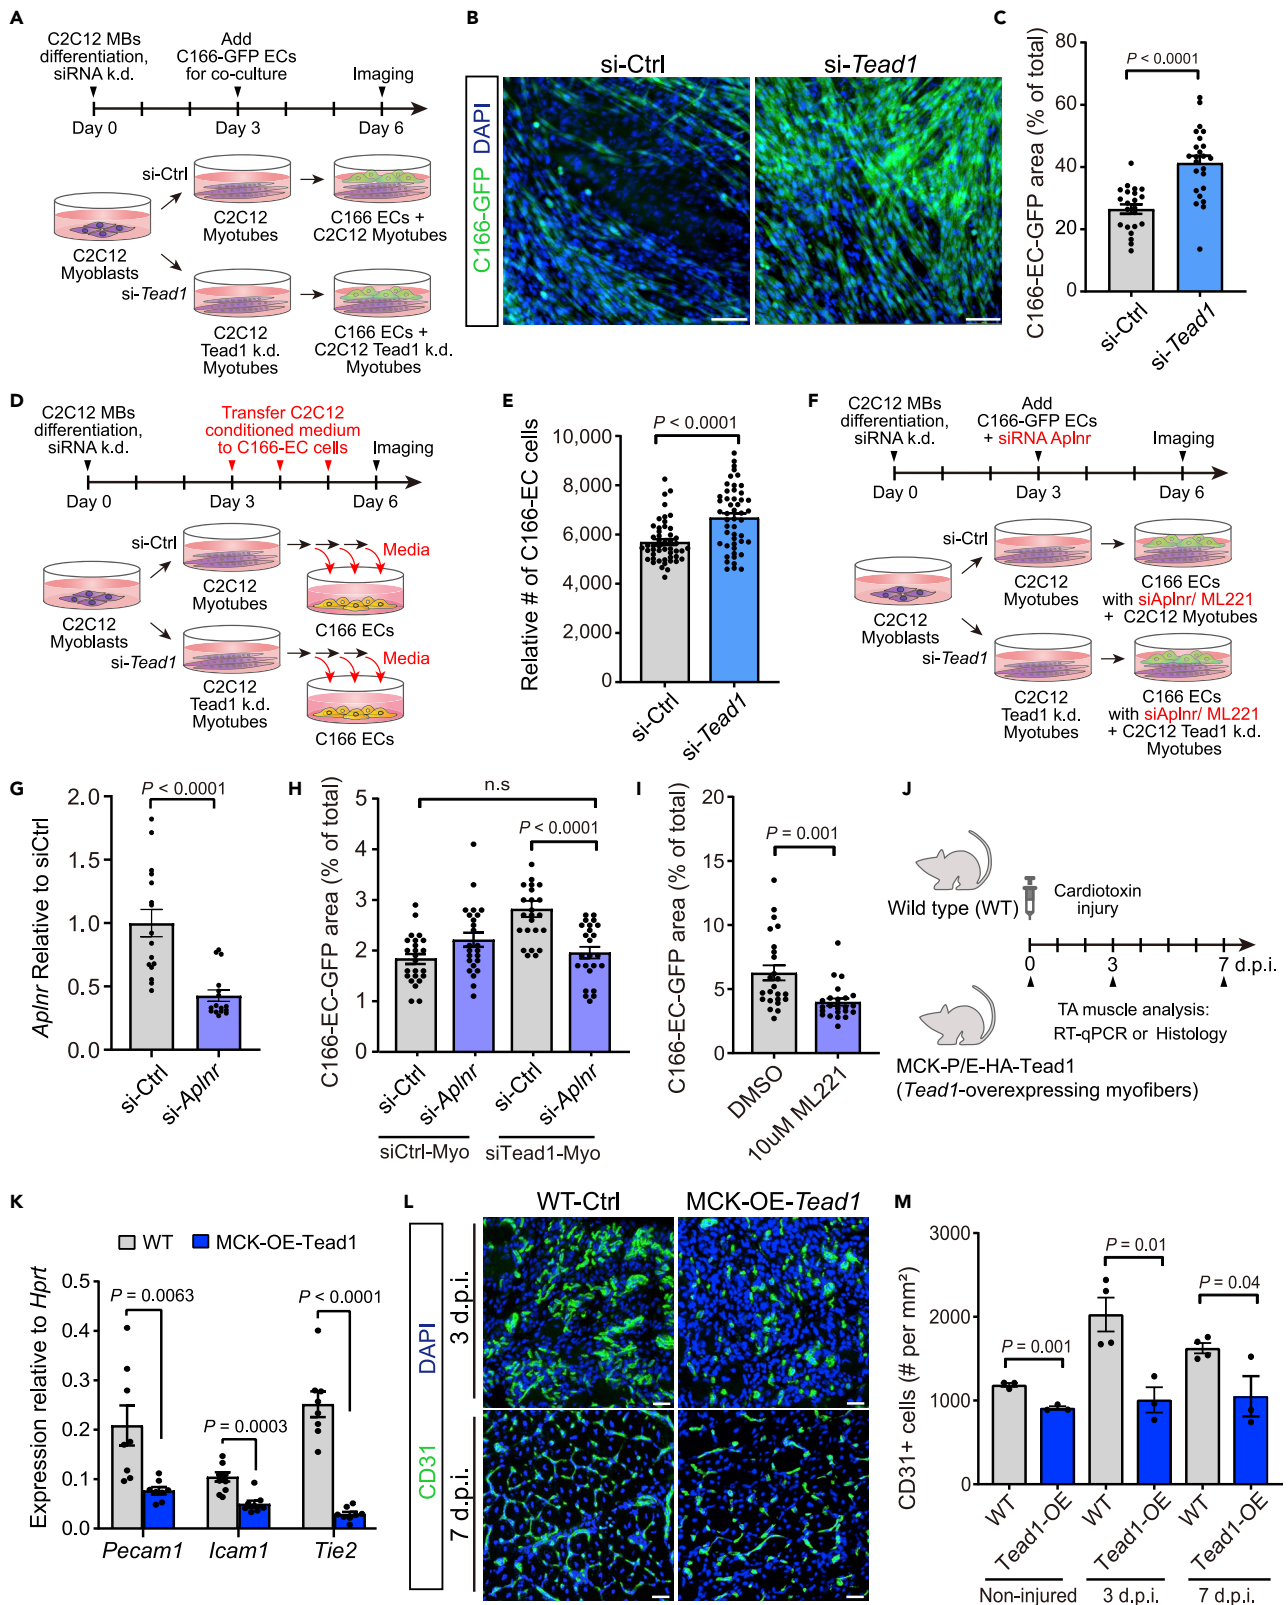 A
C2C12 MBs
differentiation,
siRNA k.d.
Add
C166-GFP ECs
for co-culture
Imaging
Day 0
Day 3
Day 6
si-Ctrl
C2C12
Myoblasts
si-Tead1
C2C12
Myotubes
C166 ECs +
C2C12 Myotubes
C2C12
Tead1 k.d.
Myotubes
C166 ECs +
C2C12 Tead1 k.d.
Myotubes
B
si-Ctrl
si-Tead1
C166-GFP DAPI
C
P < 0.0001
C166-EC-GFP area (% of total)
80
60
40
20
0
si-Ctrl
si-Tead1
D
C2C12 MBs
differentiation,
siRNA k.d.
Transfer C2C12
conditioned medium
to C166-EC cells
Imaging
Day 0
Day 3
Day 6
si-Ctrl
C2C12
Myoblasts
si-Tead1
C2C12
Myotubes
Media
C166 ECs
C2C12
Tead1 k.d.
Myotubes
Media
C166 ECs
E
P < 0.0001
Relative # of C166-EC cells
10,000
8,000
6,000
4,000
2,000
0
si-Ctrl
si-Tead1
F
C2C12 MBs
differentiation,
siRNA k.d.
Add
C166-GFP ECs
+ siRNA Aplnr
Imaging
Day 0
Day 3
Day 6
si-Ctrl
C2C12
Myoblasts
si-Tead1
C2C12
Myotubes
C166 ECs
with siAplnr/ ML221
+ C2C12 Myotubes
C2C12
Tead1 k.d.
Myotubes
C166 ECs
with siAplnr/ ML221
+ C2C12 Tead1 k.d.
Myotubes
G
P < 0.0001
Aplnr Relative to siCtrl
2.0
1.5
1.0
0.5
0.0
si-Ctrl
si-Aplnr
H
n.s
P < 0.0001
C166-EC-GFP area (% of total)
5
4
3
2
1
0
si-Ctrl
si-Aplnr
si-Ctrl
si-Aplnr
siCtrl-Myo
siTead1-Myo
I
P = 0.001
C166-EC-GFP area (% of total)
20
15
10
5
0
DMSO
10uM ML221
J
Wild type (WT)
Cardiotoxin
injury
0
3
7
d.p.i.
TA muscle analysis:
RT-qPCR or Histology
MCK-P/E-HA-Tead1
(Tead1-overexpressing myofibers)
K
WT
MCK-OE-Tead1
Expression relative to Hprt
0.5
0.4
0.3
0.2
0.1
0.0
P = 0.0063
P = 0.0003
P < 0.0001
Pecam1
Icam1
Tie2
L
WT-Ctrl
MCK-OE-Tead1
CD31 DAPI
3 d.p.i.
7 d.p.i.
M
CD31+ cells (# per mm²)
3000
2000
1000
0
P = 0.001
P = 0.01
P = 0.04
WT
Tead1-OE
WT
Tead1-OE
WT
Tead1-OE
Non-injured
3 d.p.i.
7 d.p.i.